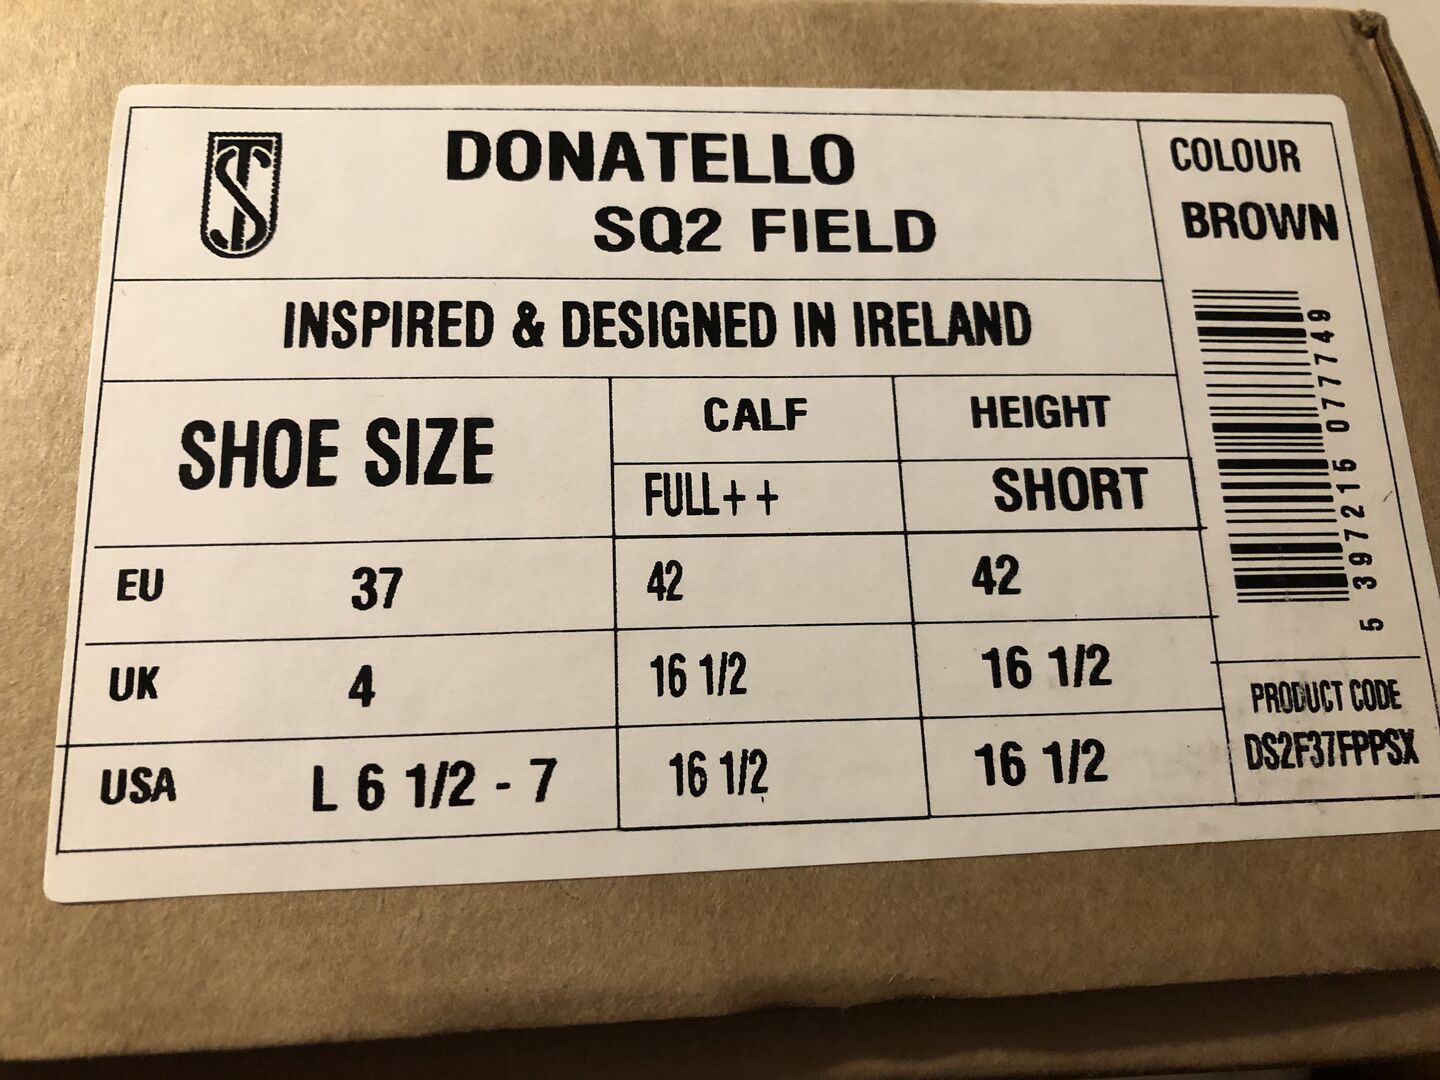 TS
DONATELLO
SQ2 FIELD
COLOUR
BROWN
INSPIRED & DESIGNED IN IRELAND
SHOE SIZE
CALF
HEIGHT
FULL++
SHORT
EU 37 42 42
UK 4 16 1/2 16 1/2
USA L 6 1/2 - 7 16 1/2 16 1/2
5 397215 077749
PRODUCT CODE
DS2F37FPPSX